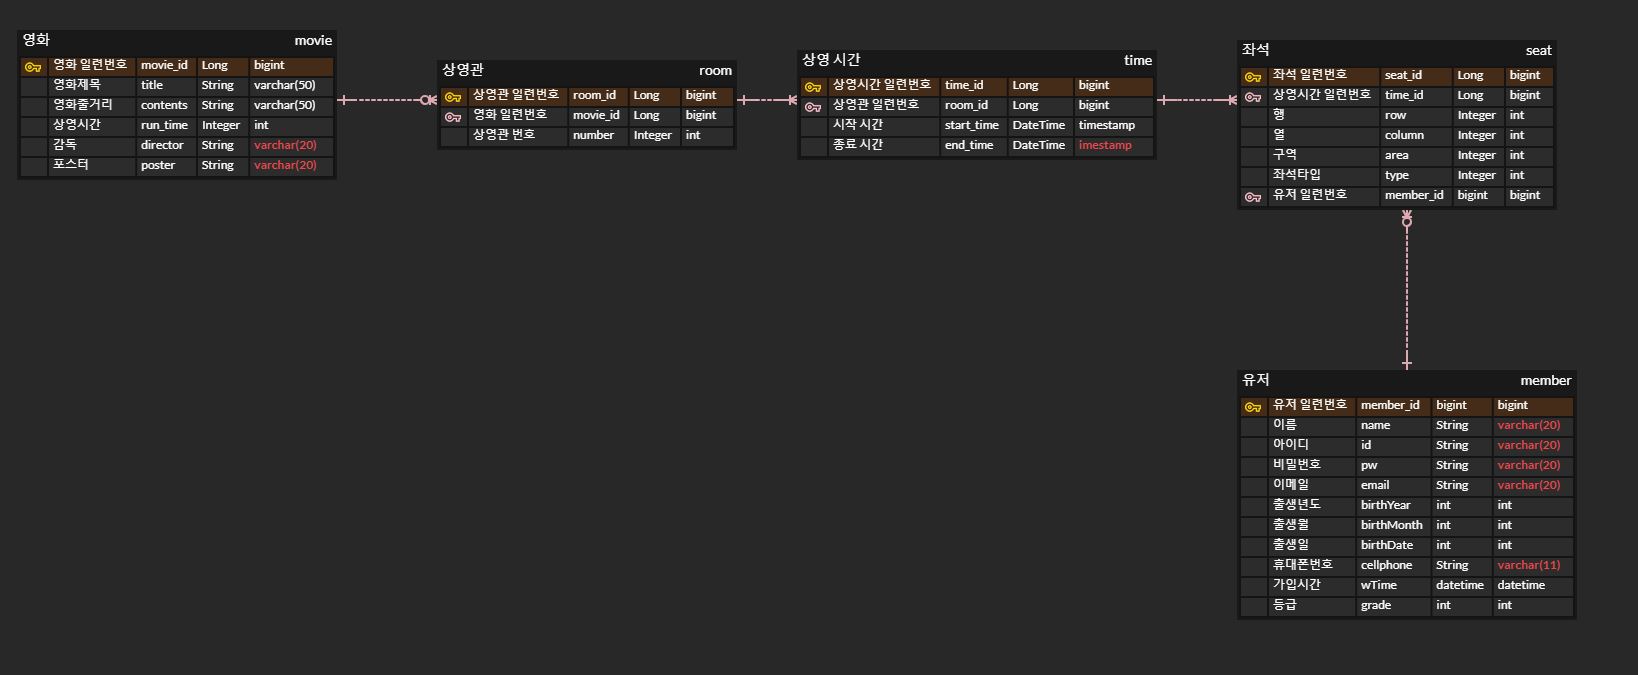 영화 movie
영화 일련번호 movie_id Long bigint
영화제목 title String varchar(50)
영화줄거리 contents String varchar(50)
상영시간 run_time Integer int
감독 director String varchar(20)
포스터 poster String varchar(20)
상영관 room
상영관 일련번호 room_id Long bigint
영화 일련번호 movie_id Long bigint
상영관 번호 number Integer int
상영 시간 time
상영시간 일련번호 time_id Long bigint
상영관 일련번호 room_id Long bigint
시작 시간 start_time DateTime timestamp
종료 시간 end_time DateTime imestamp
좌석 seat
좌석 일련번호 seat_id Long bigint
상영시간 일련번호 time_id Long bigint
행 row Integer int
열 column Integer int
구역 area Integer int
좌석타입 type Integer int
유저 일련번호 member_id bigint bigint
유저 member
유저 일련번호 member_id bigint bigint
이름 name String varchar(20)
아이디 id String varchar(20)
비밀번호 pw String varchar(20)
이메일 email String varchar(20)
출생년도 birthYear int int
출생월 birthMonth int int
출생일 birthDate int int
휴대폰번호 cellphone String varchar(11)
가입시간 wTime datetime datetime
등급 grade int int